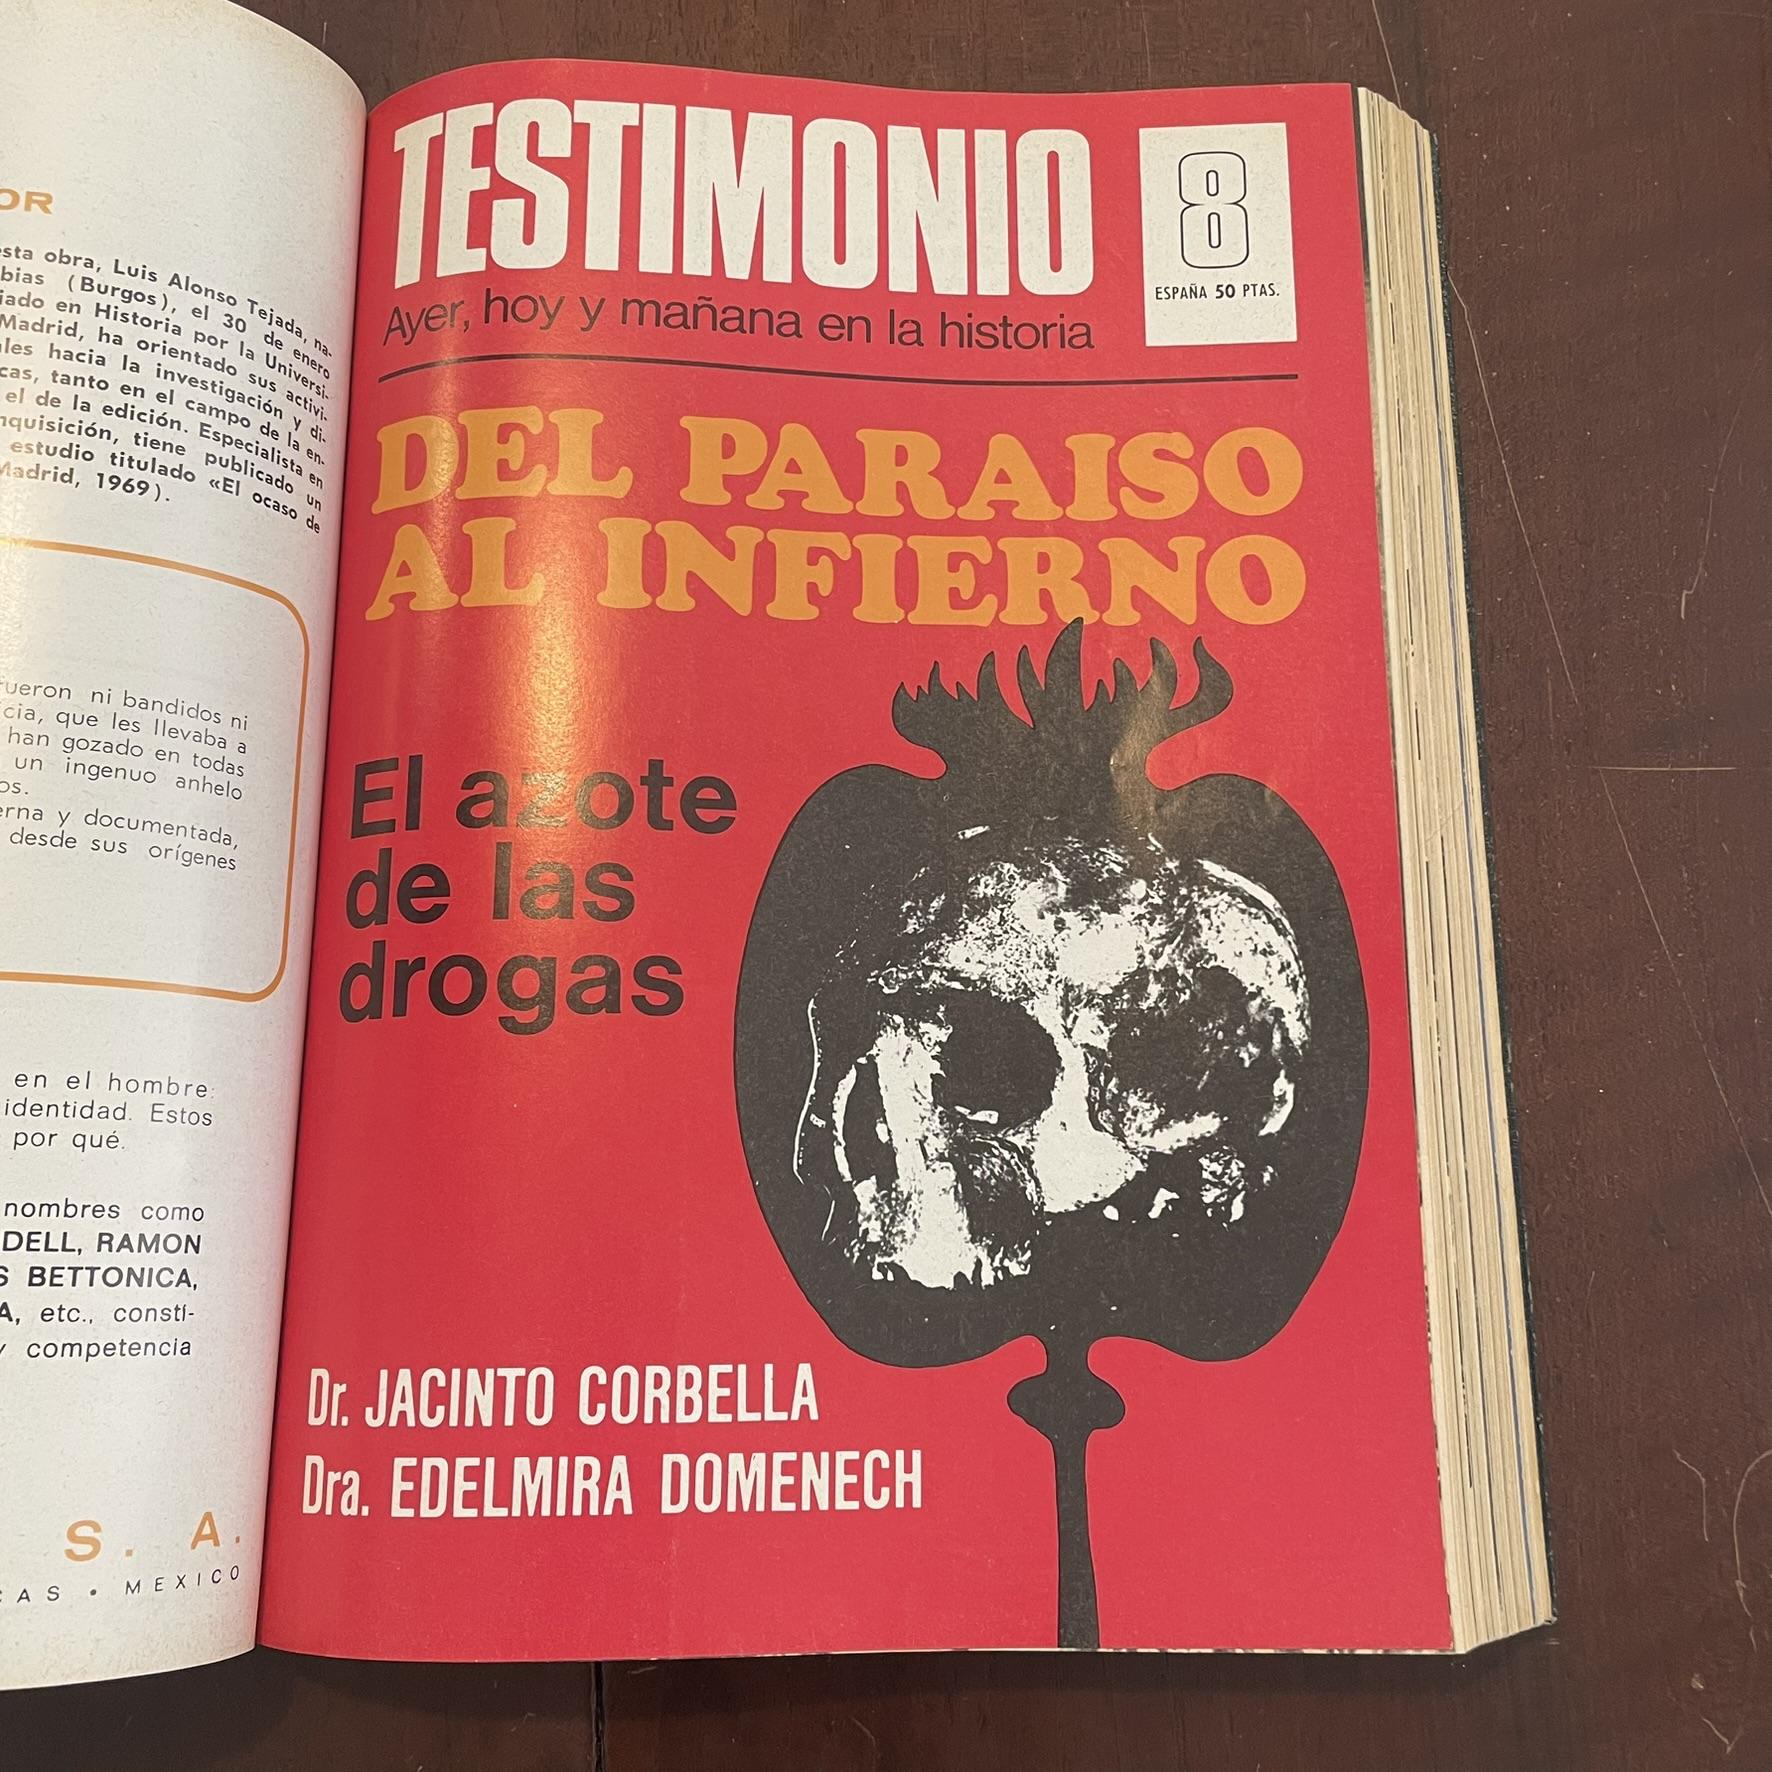 OR
esta obra, Luis Alonso Tejada, na-
bias (Burgos), el 30 de enero
iado en Historia por la Universi-
Madrid, ha orientado sus activi-
ales hacia la investigación y di-
cas, tanto en el campo de la en-
el de la edición. Especialista en
nquisición, tiene publicado un
estudio titulado «El ocaso de
Madrid, 1969).
fueron ni bandidos ni
cia, que les llevaba a
han gozado en todas
un ingenuo anhelo
os.
erna y documentada,
desde sus orígenes
en el hombre:
identidad. Estos
por qué.
nombres como
DELL, RAMON
S BETTONICA,
A, etc., consti-
y competencia
S. A.
CAS • MEXICO
TESTIMONIO
8
ESPAÑA 50 PTAS.
Ayer, hoy y mañana en la historia
DEL PARAISO
AL INFIERNO
El azote
de las
drogas
Dr. JACINTO CORBELLA
Dra. EDELMIRA DOMENECH